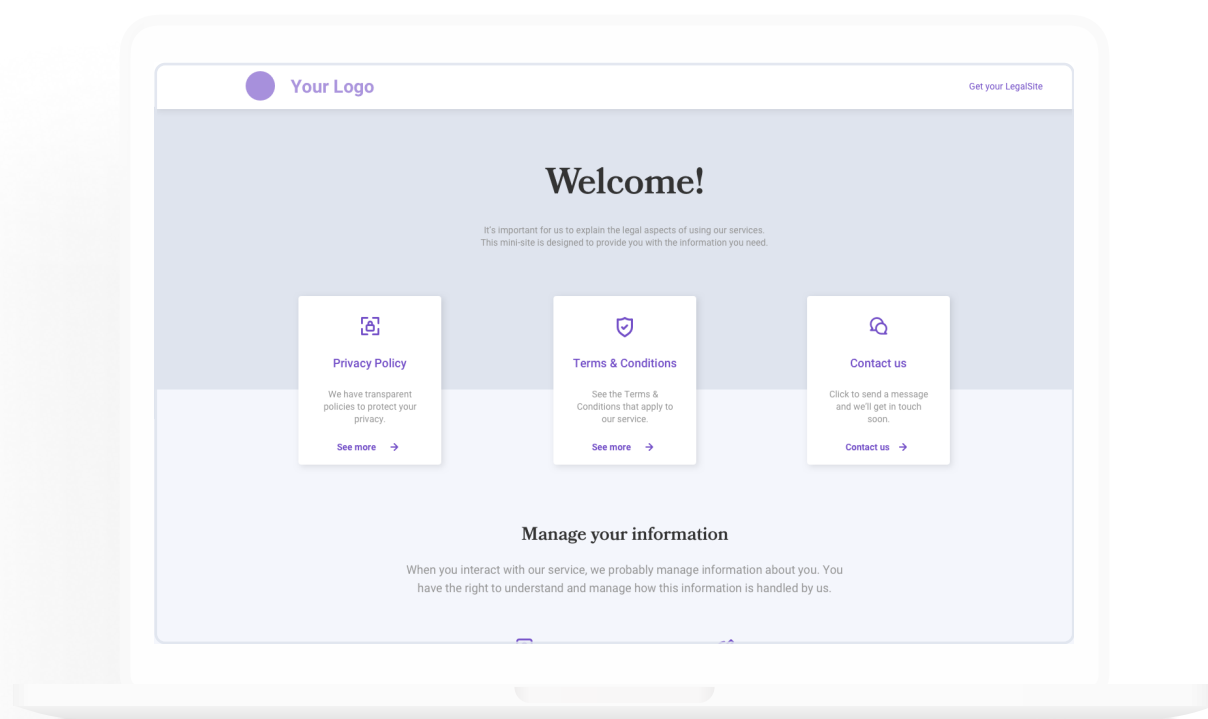 Your Logo
Get your LegalSite
Welcome!
It's important for us to explain the legal aspects of using our services.
This mini-site is designed to provide you with the information you need.
Privacy Policy
We have transparent
policies to protect your
privacy.
See more
Terms & Conditions
See the Terms &
Conditions that apply to
our service.
See more
Contact us
Click to send a message
and we'll get in touch
soon.
Contact us
Manage your information
When you interact with our service, we probably manage information about you. You
have the right to understand and manage how this information is handled by us.